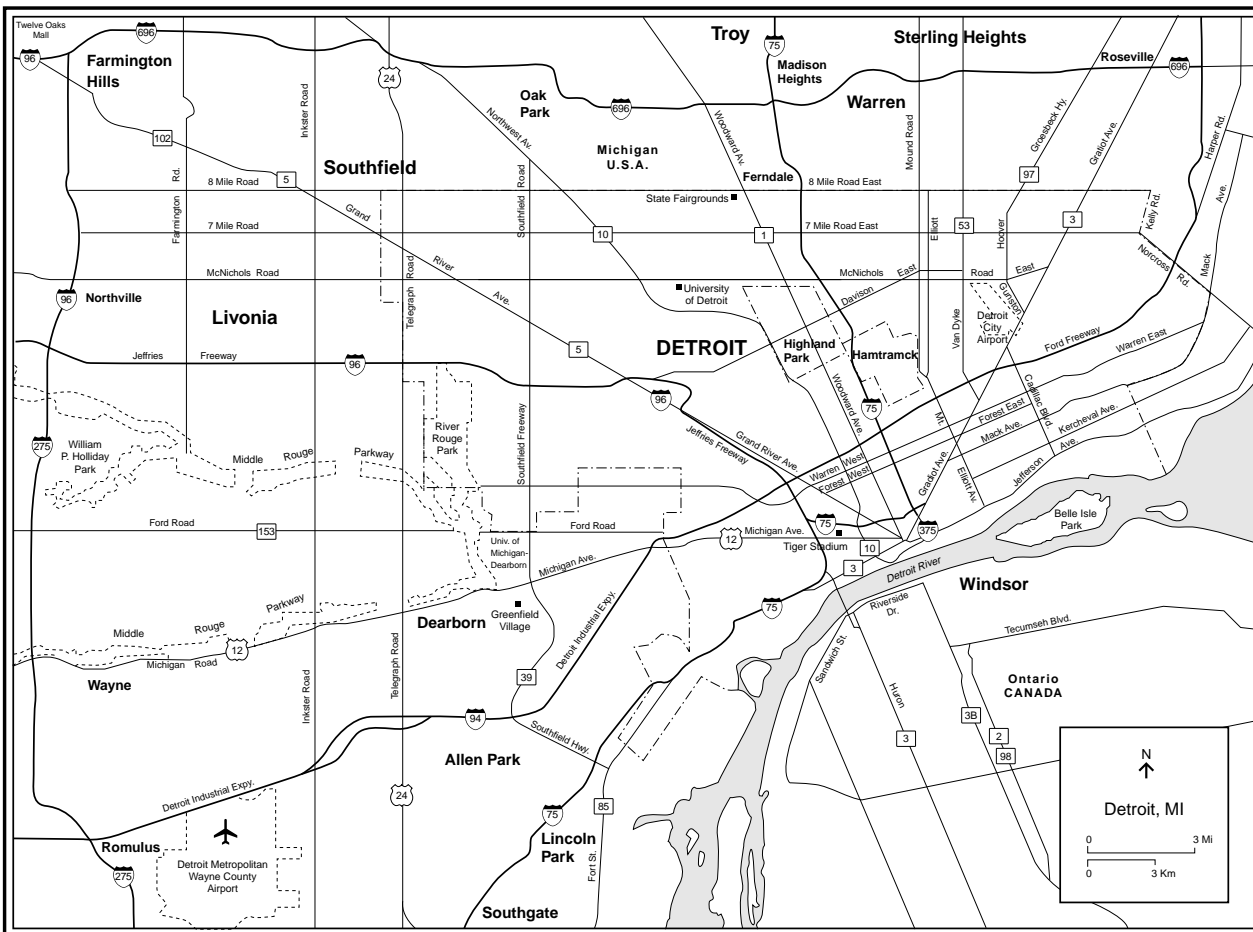 Twelve Oaks
Mall
696
96
Farmington
Hills
24
Inkster Road
Troy
75
Madison
Heights
Sterling Heights
Roseville
696
Oak
Park
696
Warren
Northwest Av.
Woodward Av.
Mound Road
Groesbeck Hy.
Gratiot Ave.
Harper Rd.
102
5
Southfield
Michigan
U.S.A.
Ferndale
97
Farmington
Rd.
8 Mile Road
Southfield Road
State Fairgrounds
8 Mile Road East
Kelly Rd.
Ave.
7 Mile Road
Grand
10
1
7 Mile Road East
Elliott
53
Hoover
3
McNichols Road
River
Ave.
McNichols
East
Road
East
Norcross
Rd.
Mack
96
Northville
Telegraph Road
University
of Detroit
Davison
Gunston
Detroit
City
Airport
Livonia
5
DETROIT
Highland
Park
Hamtramck
Van Dyke
Ford Freeway
Warren East
Jeffries Freeway
96
96
75
Woodward Ave.
Mt.
Cadillac Blvd.
Forest East
Mack Ave.
Kercheval Ave.
275
William
P. Holliday
Park
River
Rouge
Park
Southfield Freeway
Jeffries Freeway
Grand River Ave.
Warren West
Forest West
Gradiot Ave.
Elliott Av.
Jefferson
Ave.
Middle
Rouge
Parkway
Ford Road
153
Univ. of
Michigan-
Dearborn
Ford Road
12
Michigan Ave.
75
Tiger Stadium
10
375
3
Belle Isle
Park
Michigan Ave.
Detroit River
Windsor
Greenfield
Village
Dearborn
Detroit Industrial Expy.
75
Riverside
Dr.
Tecumseh Blvd.
Middle
Rouge
Parkway
12
Michigan Road
Wayne
Telegraph Road
Inkster Road
39
Sandwich St.
Huron
Ontario
CANADA
94
Southfield Hwy.
3B
2
3
98
Allen Park
Detroit Industrial Expy.
24
75
85
Romulus
Detroit Metropolitan
Wayne County
Airport
275
Lincoln
Park
Fort St.
Southgate
N
Detroit, MI
0 3 Mi
0 3 Km